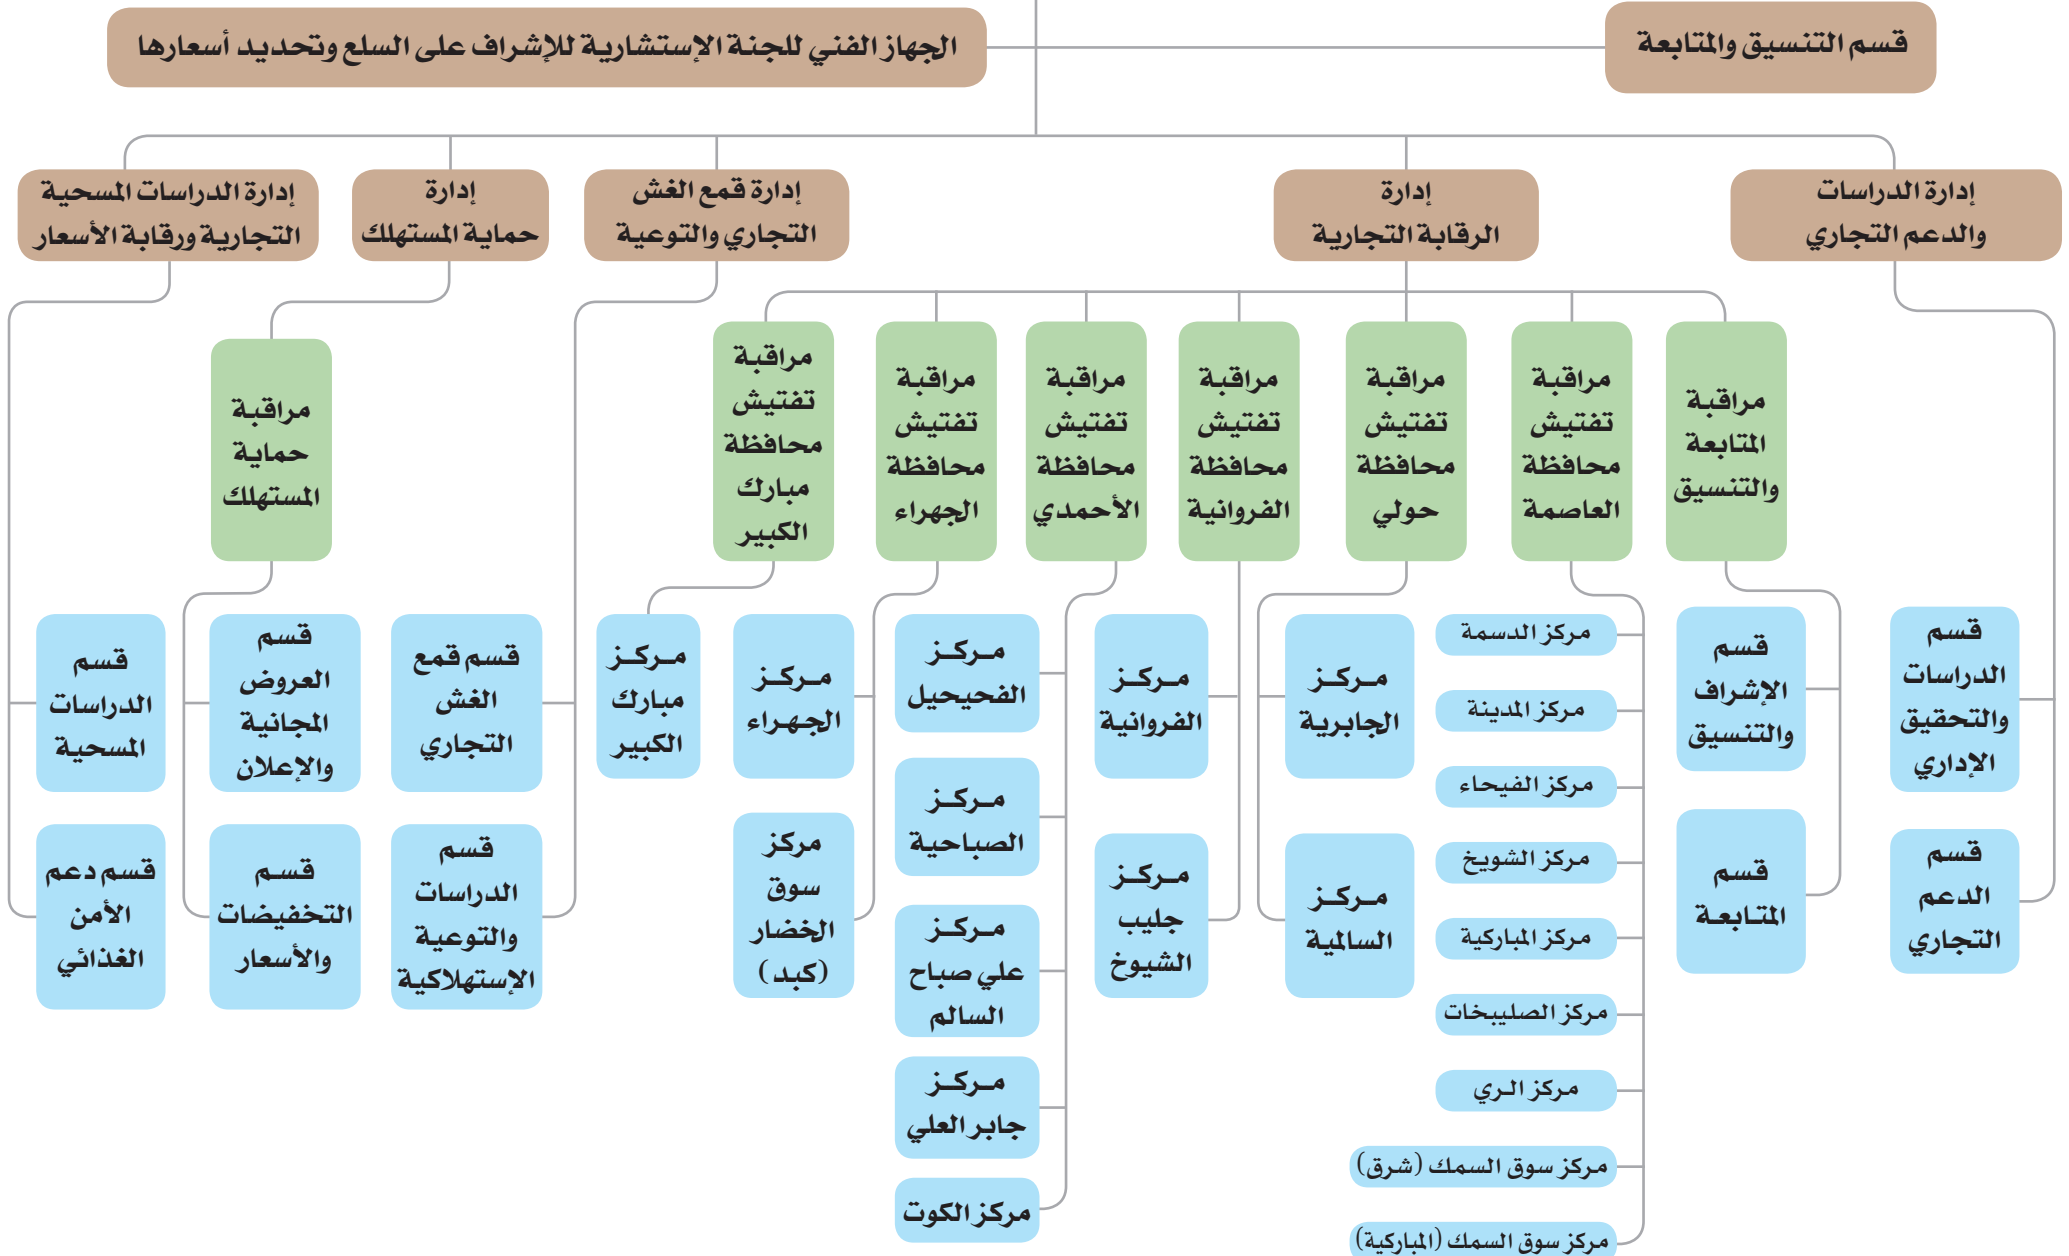 قسم التنسيق والمتابعة
الجهاز الفني للجنة الإستشارية للإشراف على السلع وتحديد أسعارها
إدارة الدراسات
والدعم التجاري
إدارة
الرقابة التجارية
إدارة قمع الغش
التجاري والتوعية
إدارة
حماية المستهلك
إدارة الدراسات المسحية
التجارية ورقابة الأسعار
مراقبة
المتابعة
والتنسيق
مراقبة
تفتيش
محافظة
العاصمة
مراقبة
تفتيش
محافظة
حولي
مراقبة
تفتيش
محافظة
الفروانية
مراقبة
تفتيش
محافظة
الأحمدي
مراقبة
تفتيش
محافظة
الجهراء
مراقبة
تفتيش
محافظة
مبارك
الكبير
مراقبة
حماية
المستهلك
قسم
الدراسات
والتحقيق
الإداري
قسم
الدعم
التجاري
قسم
الإشراف
والتنسيق
قسم
المتابعة
مركز الدسمة
مركز المدينة
مركز الفيحاء
مركز الشويخ
مركز المباركية
مركز الصليبخات
مركز الري
مركز سوق السمك (شرق)
مركز سوق السمك (المباركية)
مركز
الجابرية
مركز
السالمية
مركز
الفروانية
مركز
جليب
الشيوخ
مركز
الفحيحيل
مركز
الصباحية
مركز
علي صباح
السالم
مركز
جابر العلي
مركز الكوت
مركز
الجهراء
مركز
سوق
الخضار
(كبد)
مركز
مبارك
الكبير
قسم قمع
الغش
التجاري
قسم
الدراسات
والتوعية
الإستهلاكية
قسم
العروض
المجانية
والإعلان
قسم
التخفيضات
والأسعار
قسم
الدراسات
المسحية
قسم دعم
الأمن
الغذائي